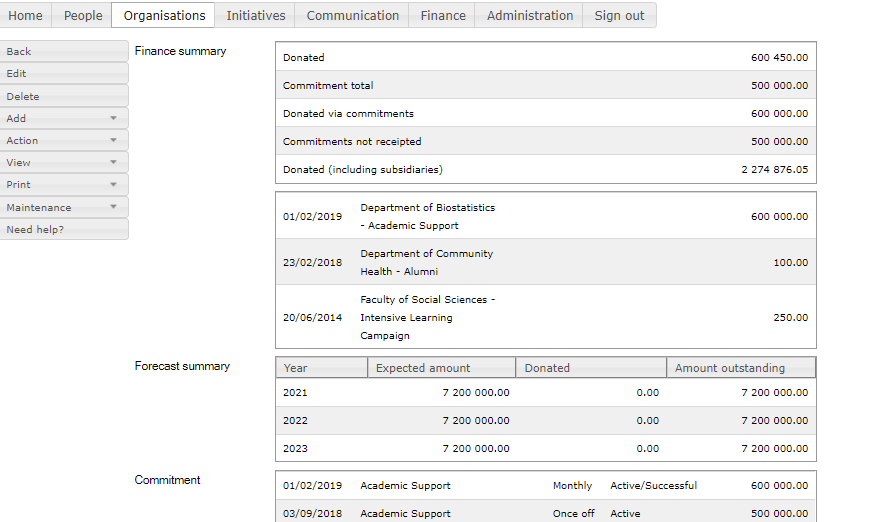 Home People Organisations Initiatives Communication Finance Administration Sign out
Back
Edit
Delete
Add
Action
View
Print
Maintenance
Need help?
Finance summary
Donated 600 450.00
Commitment total 500 000.00
Donated via commitments 600 000.00
Commitments not receipted 500 000.00
Donated (including subsidiaries) 2 274 876.05
01/02/2019 Department of Biostatistics 600 000.00
- Academic Support
23/02/2018 Department of Community 100.00
Health - Alumni
Faculty of Social Sciences -
20/06/2014 Intensive Learning 250.00
Campaign
Forecast summary
Year Expected amount Donated Amount outstanding
2021 7 200 000.00 0.00 7 200 000.00
2022 7 200 000.00 0.00 7 200 000.00
2023 7 200 000.00 0.00 7 200 000.00
Commitment
01/02/2019 Academic Support Monthly Active/Successful 600 000.00
03/09/2018 Academic Support Once off Active 500 000.00